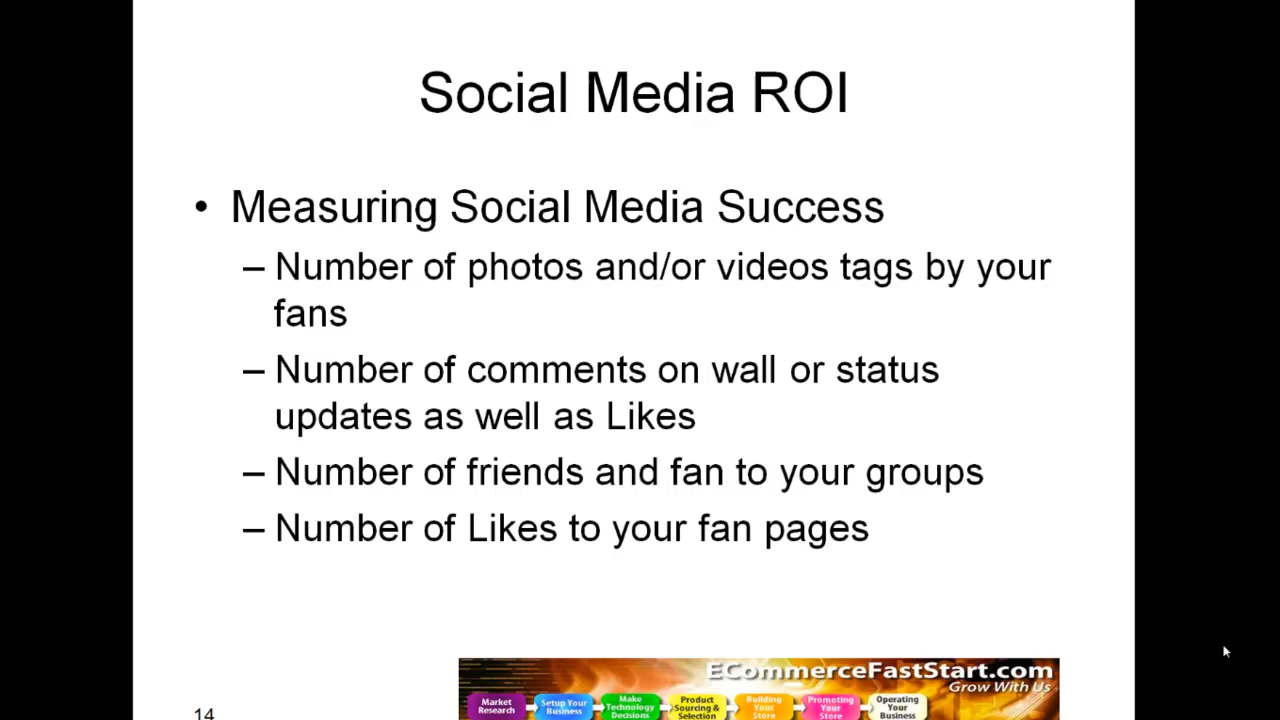 Social Media ROI
• Measuring Social Media Success
– Number of photos and/or videos tags by your
fans
– Number of comments on wall or status
updates as well as Likes
– Number of friends and fan to your groups
– Number of Likes to your fan pages
ECommerceFastStart.com
Grow With Us
Market
Research
Setup Your
Business
Make
Technology
Decisions
Product
Sourcing &
Selection
Building
Your
Store
Promoting
Your
Store
Operating
Your
Business
14